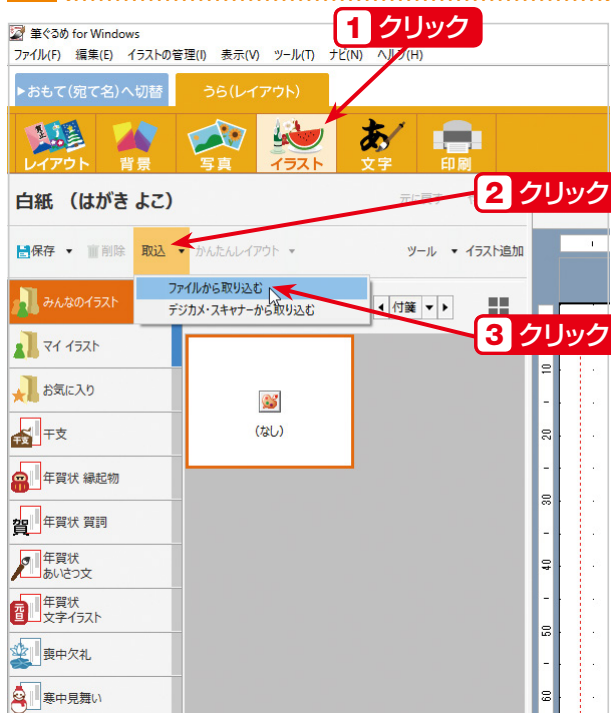 1 クリック
筆ぐるめ for Windows
ファイル(F) 編集(E) イラストの管理(I) 表示(V) ツール(T) ナビ(N) ヘルプ(H)
▶おもて(宛て名)へ切替 うら(レイアウト)
レイアウト 背景 写真 イラスト 文字 印刷
白紙 (はがき よこ)
元に戻す
2 クリック
保存 ▼ 削除 取込 ▼ かんたんレイアウト ▼ ツール ▼ イラスト追加
ファイルから取り込む
デジカメ・スキャナーから取り込む
3 クリック
みんなのイラスト
付箋
マイ イラスト
お気に入り
(なし)
干支
年賀状 縁起物
年賀状 賀詞
年賀状
あいさつ文
年賀状
文字イラスト
喪中欠礼
寒中見舞い
10
20
30
40
50
60